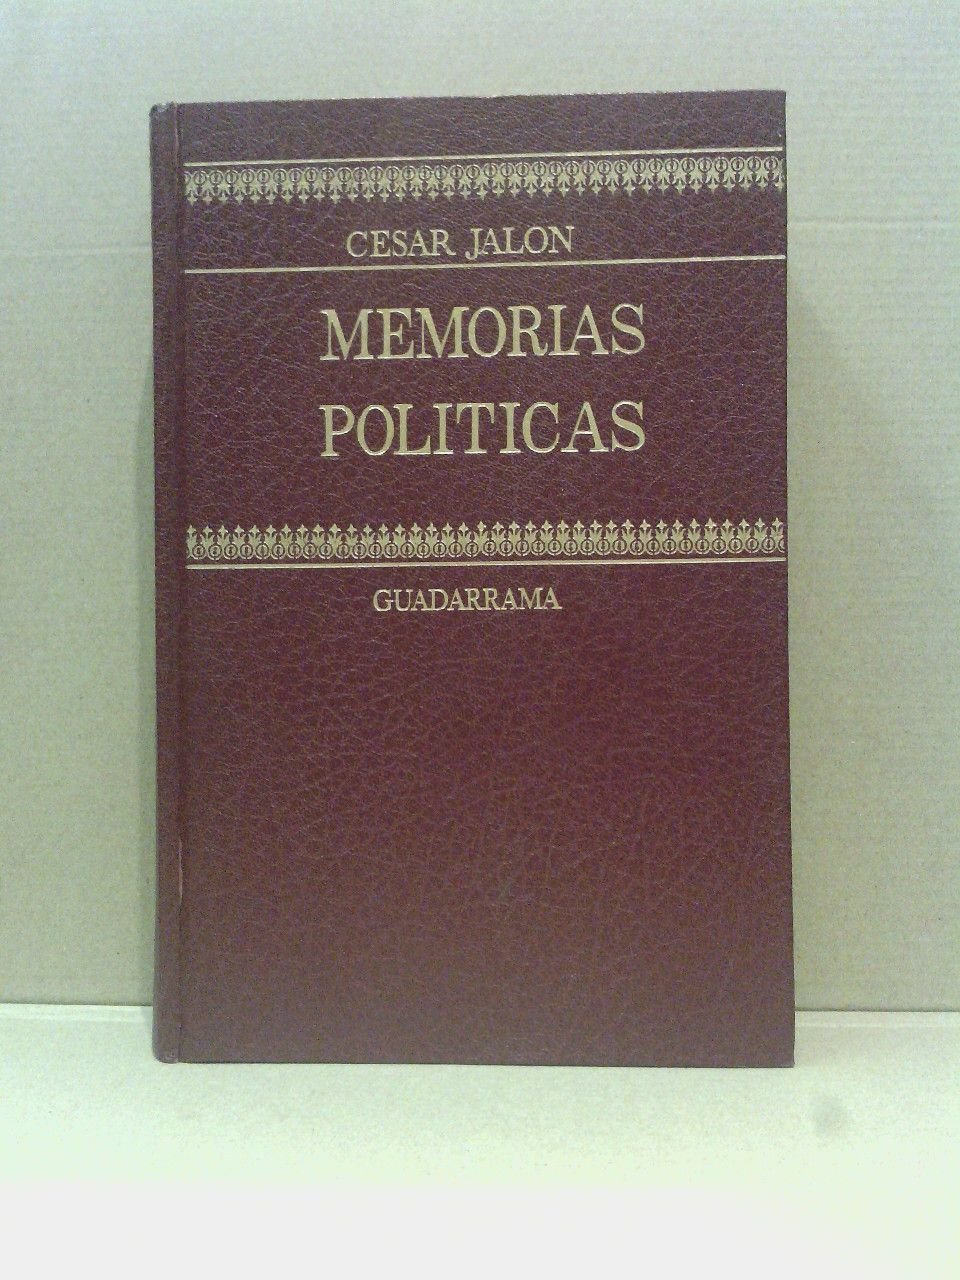 CESAR JALON
MEMORIAS
POLITICAS
GUADARRAMA